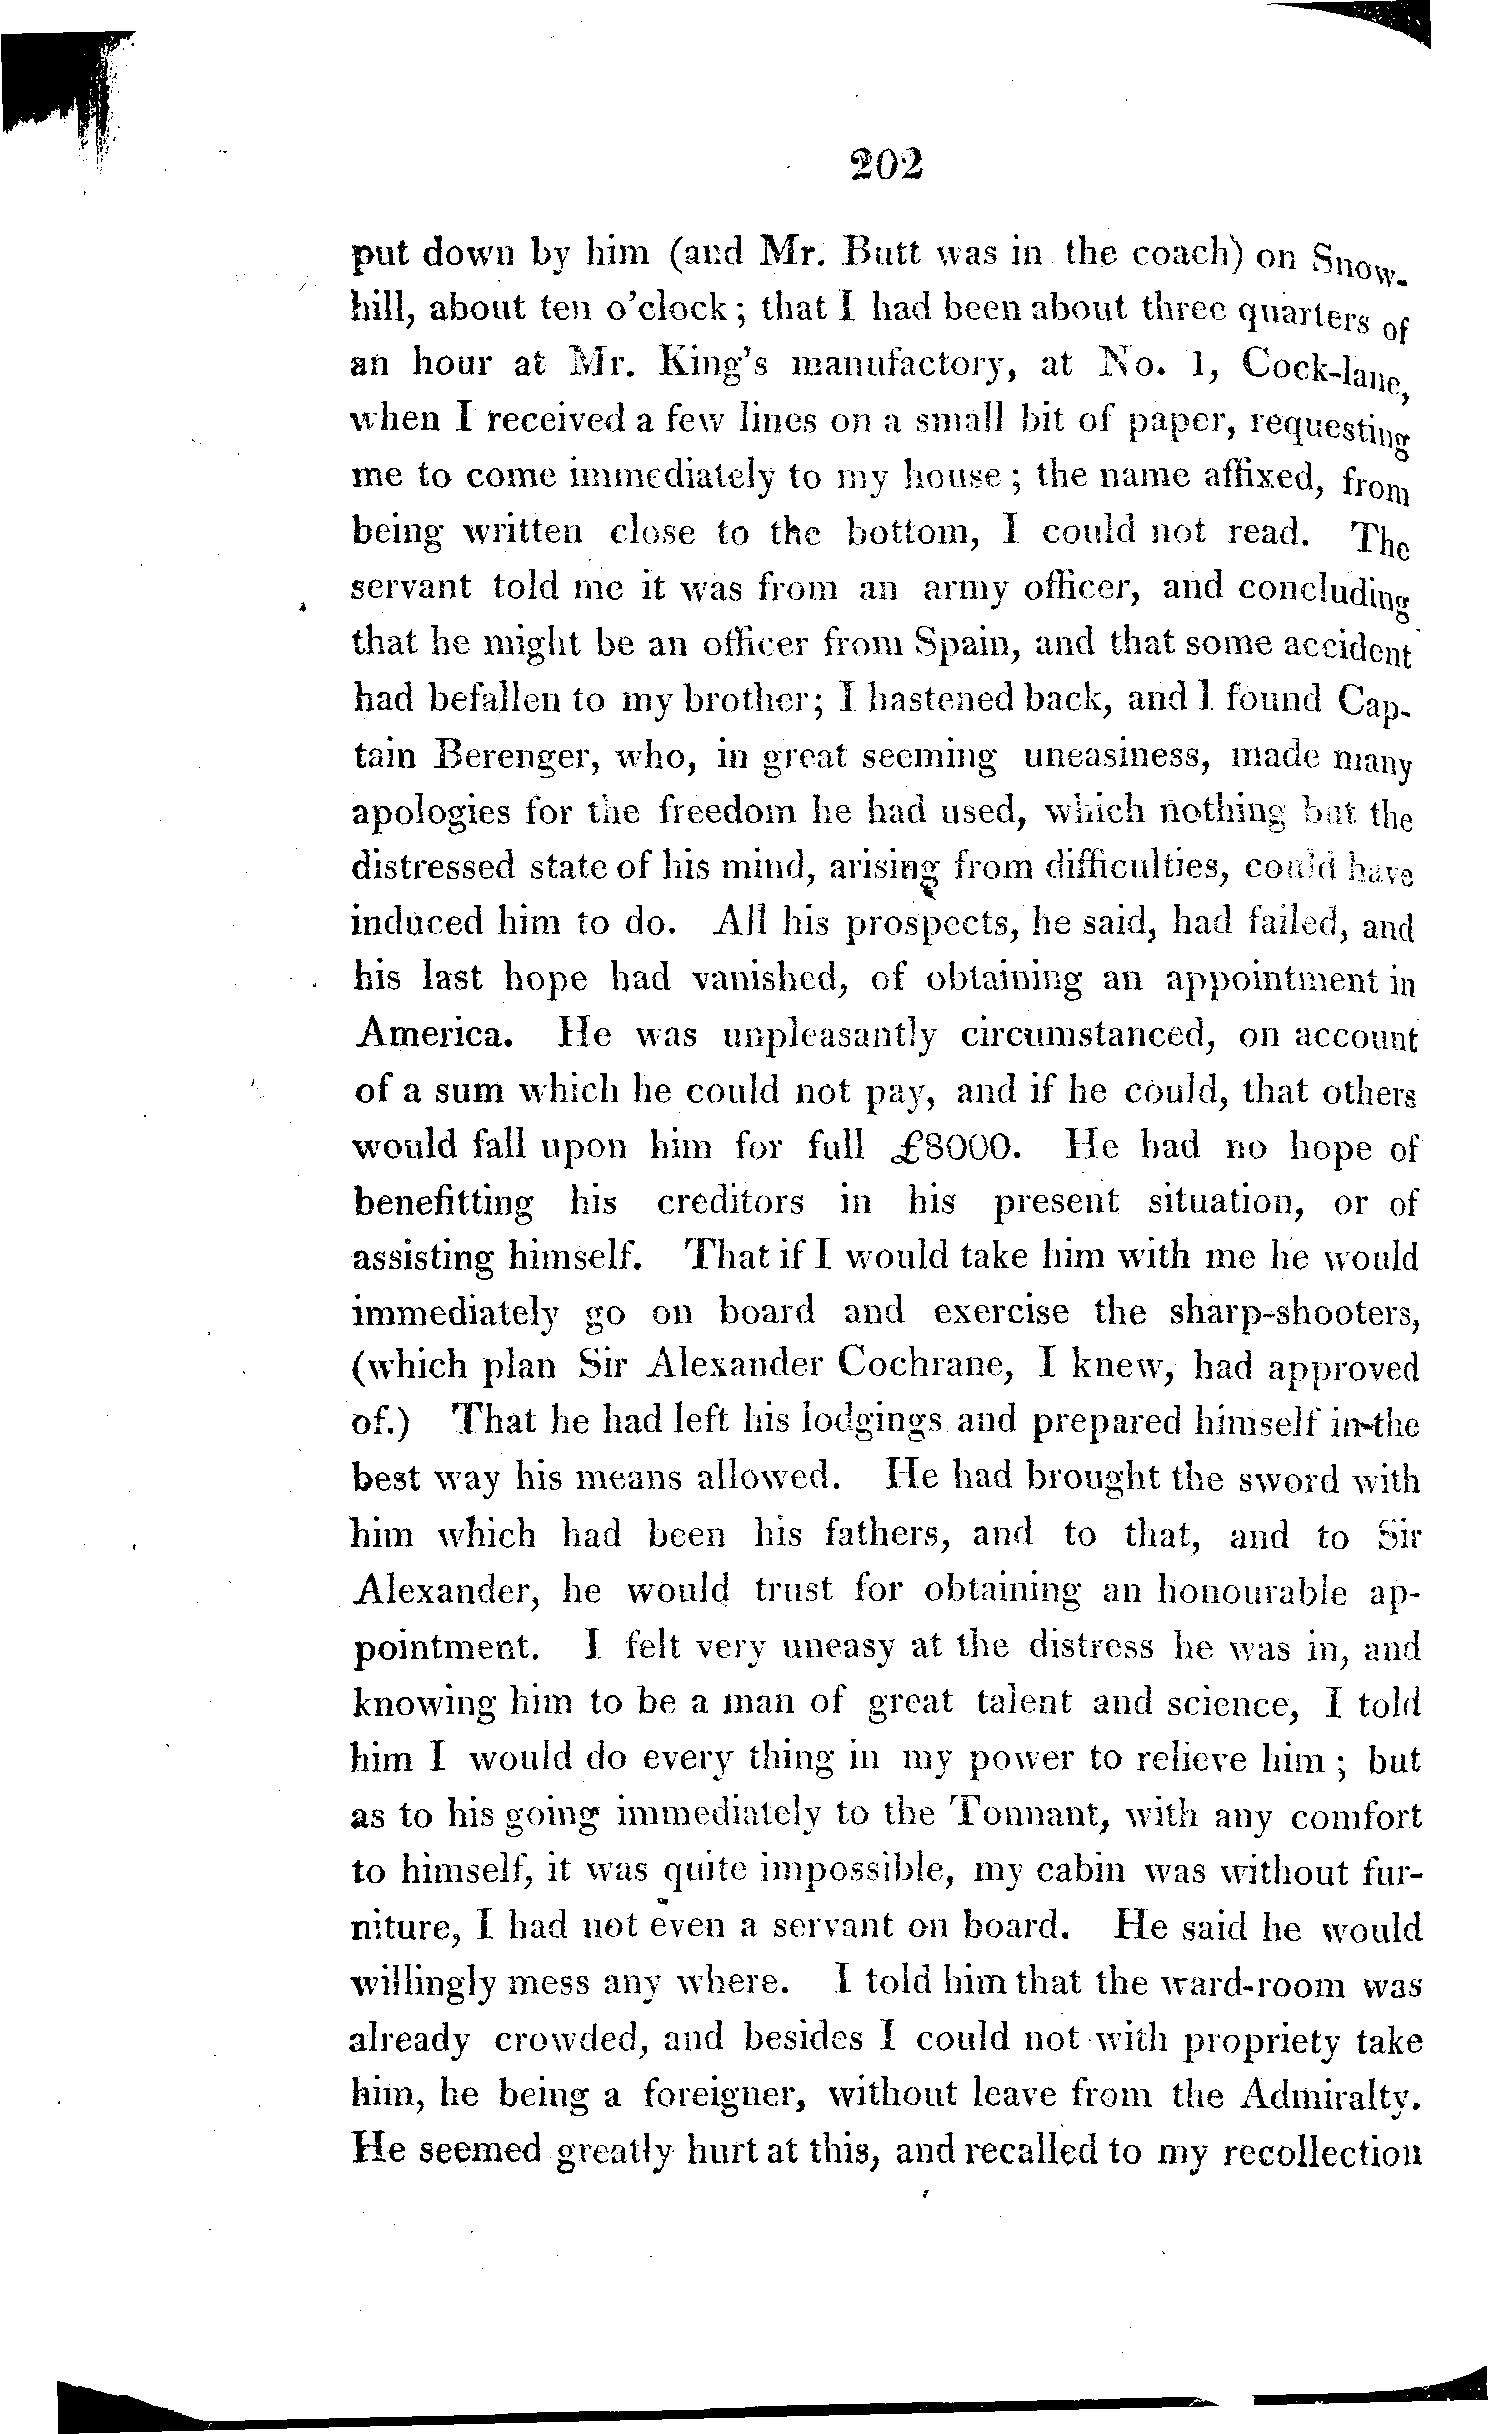 202
put down by him (and Mr. Butt was in the coach) on Snow-
hill, about ten o'clock; that I had been about three quarters of
an hour at Mr. King's manufactory, at No. 1, Cock-lane,
when I received a few lines on a small bit of paper, requesting
me to come immediately to my house; the name affixed, from
being written close to the bottom, I could not read. The
servant told me it was from an army officer, and concluding
that he might be an officer from Spain, and that some accident
had befallen to my brother; I hastened back, and I found Cap-
tain Berenger, who, in great seeming uneasiness, made many
apologies for the freedom he had used, which nothing but the
distressed state of his mind, arising from difficulties, could have
induced him to do. All his prospects, he said, had failed, and
his last hope had vanished, of obtaining an appointment in
America. He was unpleasantly circumstanced, on account
of a sum which he could not pay, and if he could, that others
would fall upon him for full £8000. He had no hope of
benefitting his creditors in his present situation, or of
assisting himself. That if I would take him with me he would
immediately go on board and exercise the sharp-shooters,
(which plan Sir Alexander Cochrane, I knew, had approved
of.) That he had left his lodgings and prepared himself in the
best way his means allowed. He had brought the sword with
him which had been his fathers, and to that, and to Sir
Alexander, he would trust for obtaining an honourable ap-
pointment. I felt very uneasy at the distress he was in, and
knowing him to be a man of great talent and science, I told
him I would do every thing in my power to relieve him; but
as to his going immediately to the Tonnant, with any comfort
to himself, it was quite impossible, my cabin was without fur-
niture, I had not even a servant on board. He said he would
willingly mess any where. I told him that the ward-room was
already crowded, and besides I could not with propriety take
him, he being a foreigner, without leave from the Admiralty.
He seemed greatly hurt at this, and recalled to my recollection